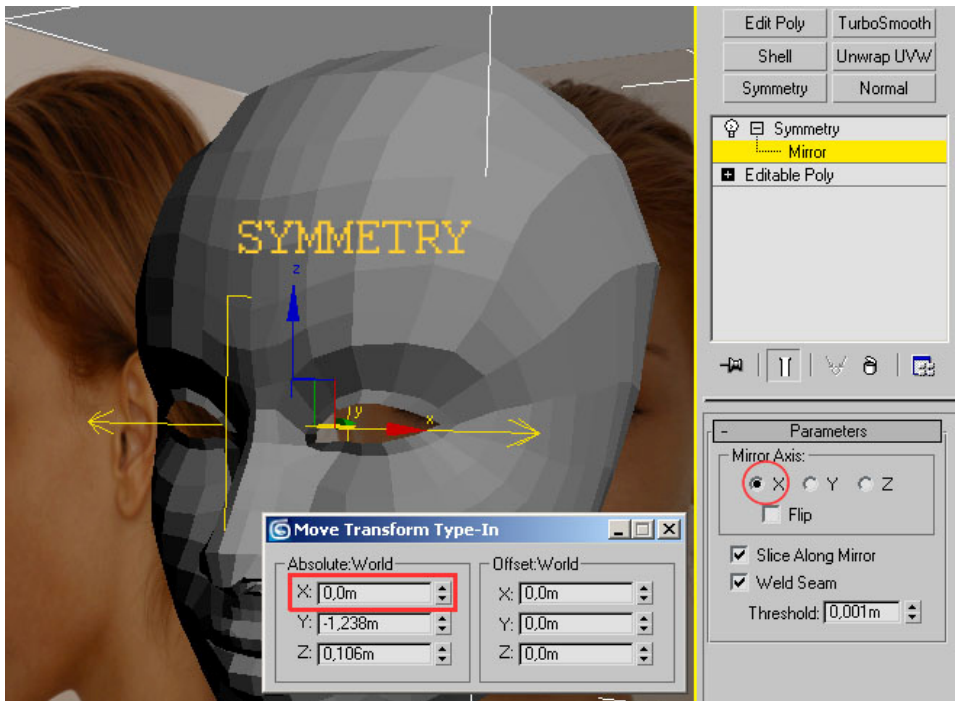 Edit Poly TurboSmooth
Shell Unwrap UVW
Symmetry Normal
Symmetry
Mirror
Editable Poly
SYMMETRY
z
y
x
Move Transform Type-In
Absolute:World
X: 0,0m
Y: -1,238m
Z: 0,106m
Offset:World
X: 0,0m
Y: 0,0m
Z: 0,0m
- Parameters
Mirror Axis:
X Y Z
Flip
Slice Along Mirror
Weld Seam
Threshold: 0,001m